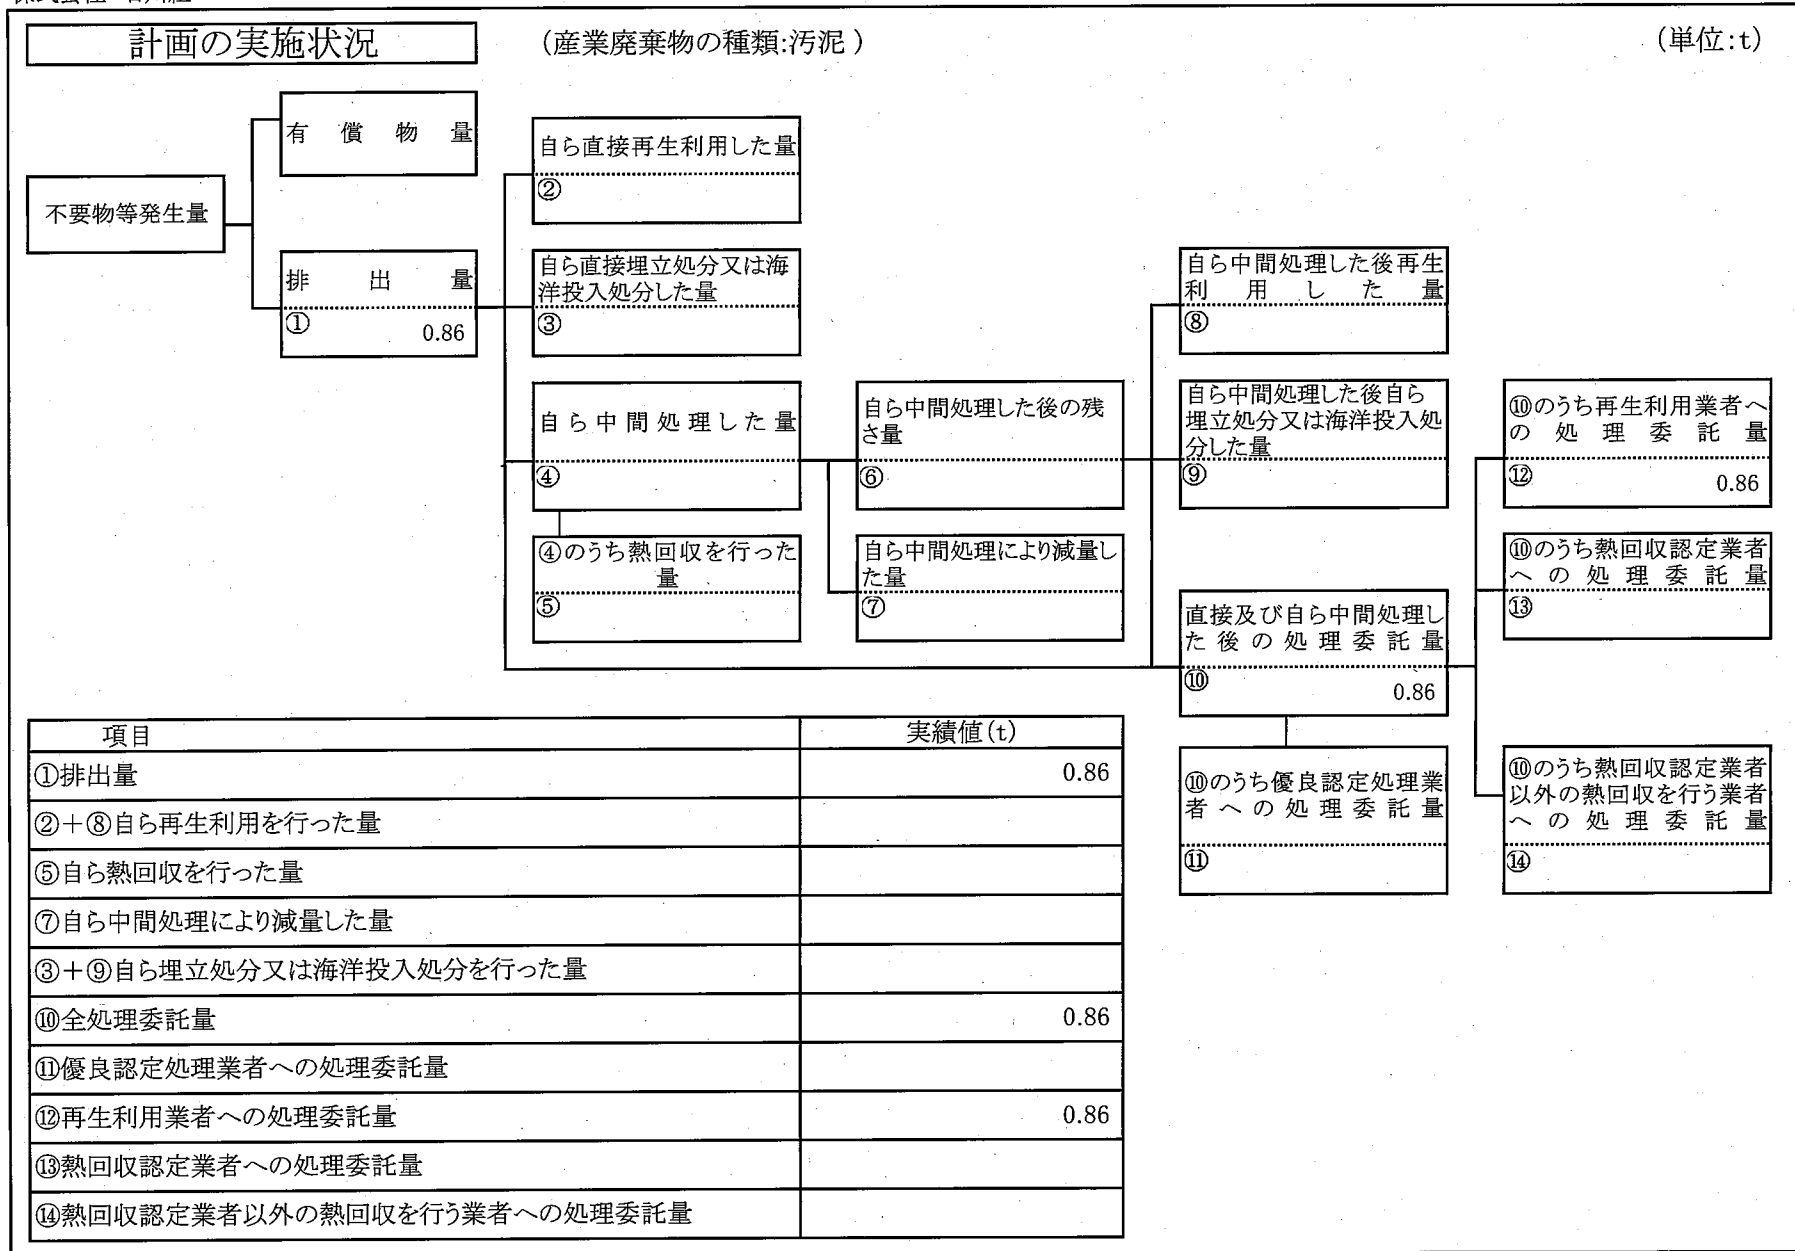 計画の実施状況
(産業廃棄物の種類:汚泥)
(単位:t)
有償物量
不要物等発生量
排出量
①
0.86
自ら直接再生利用した量
②
自ら直接埋立処分又は海
洋投入処分した量
③
自ら中間処理した量
④
④のうち熱回収を行った
量
⑤
自ら中間処理した後の残
さ量
⑥
自ら中間処理により減量し
た量
⑦
自ら中間処理した後再生
利用した量
⑧
自ら中間処理した後自ら
埋立処分又は海洋投入処
分した量
⑨
直接及び自ら中間処理し
た後の処理委託量
⑩
0.86
⑩のうち優良認定処理業
者への処理委託量
⑪
⑩のうち再生利用業者へ
の処理委託量
⑫
0.86
⑩のうち熱回収認定業者
への処理委託量
⑬
⑩のうち熱回収認定業者
以外の熱回収を行う業者
への処理委託量
⑭
項目 実績値(t)
①排出量 0.86
②+⑧自ら再生利用を行った量
⑤自ら熱回収を行った量
⑦自ら中間処理により減量した量
③+⑨自ら埋立処分又は海洋投入処分を行った量
⑩全処理委託量 0.86
⑪優良認定処理業者への処理委託量
⑫再生利用業者への処理委託量 0.86
⑬熱回収認定業者への処理委託量
⑭熱回収認定業者以外の熱回収を行う業者への処理委託量